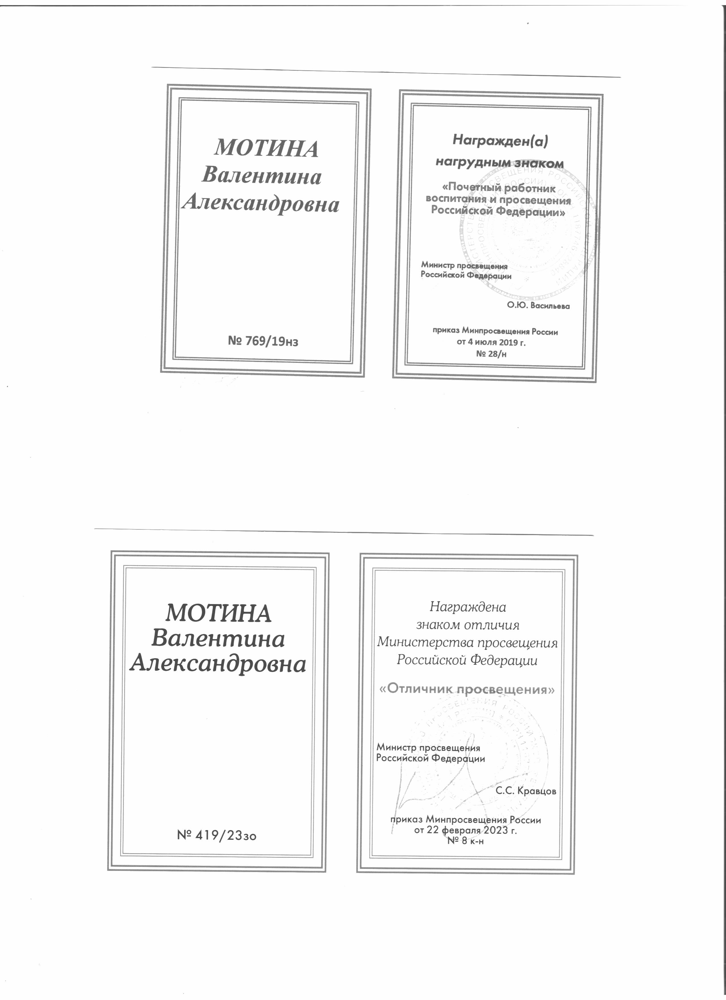 МОТИНА
Валентина
Александровна
№ 769/19нз
Награжден(а)
нагрудным знаком
«Почетный работник
воспитания и просвещения
Российской Федерации»
Министр просвещения
Российской Федерации
О.Ю. Васильева
приказ Минпросвещения России
от 4 июля 2019 г.
№ 28/н
МОТИНА
Валентина
Александровна
№ 419/23зо
Награждена
знаком отличия
Министерства просвещения
Российской Федерации
«Отличник просвещения»
Министр просвещения
Российской Федерации
С.С. Кравцов
приказ Минпросвещения России
от 22 февраля 2023 г.
№ 8 к-н